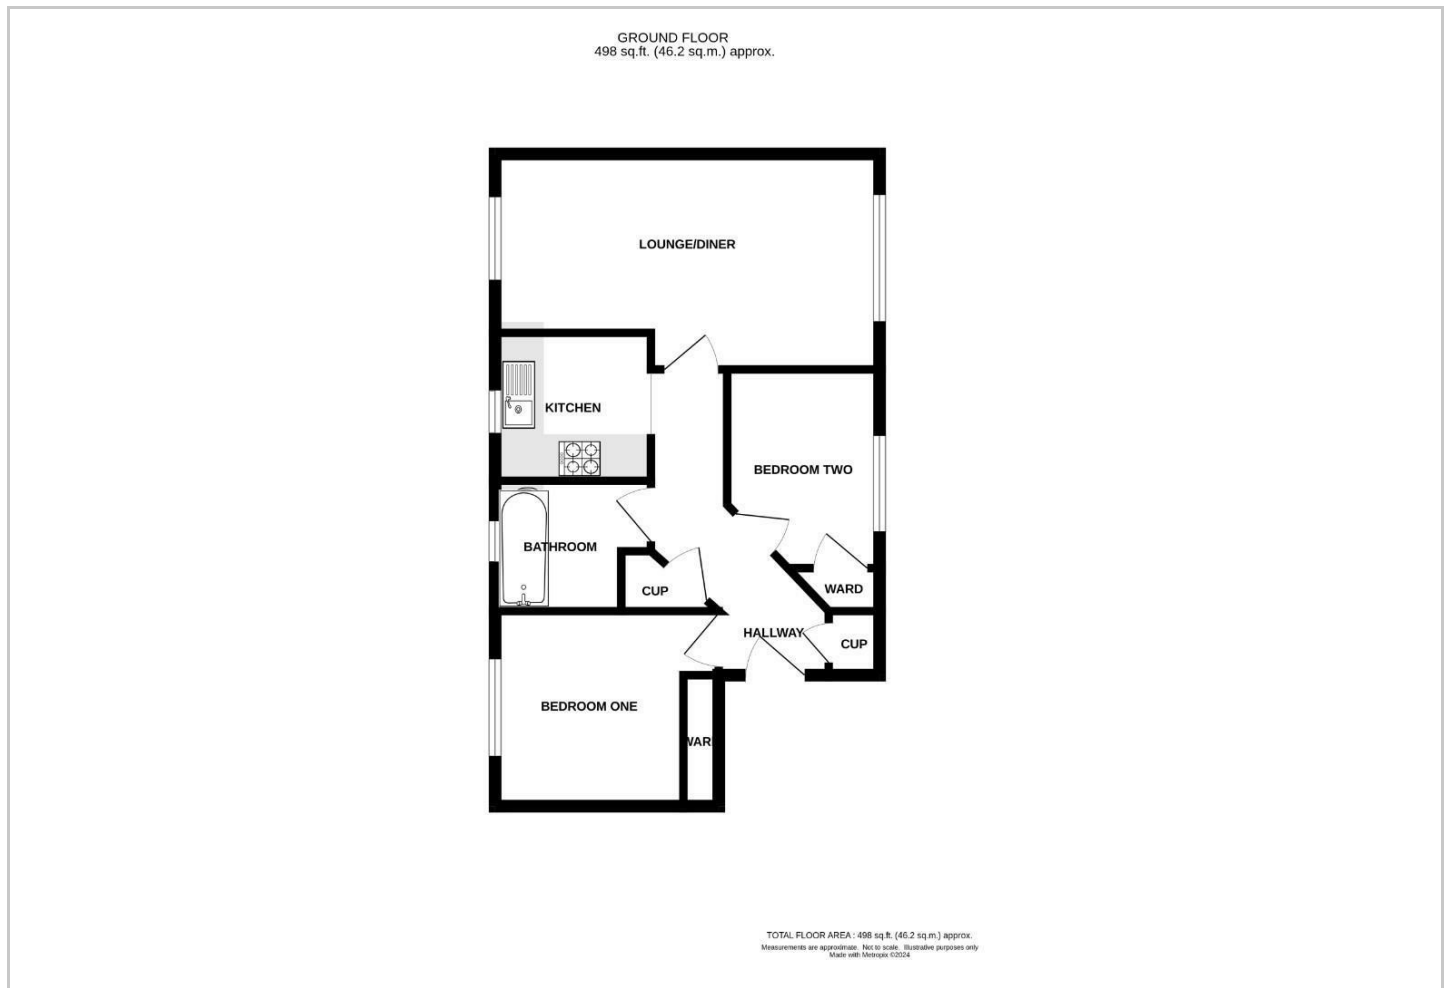 GROUND FLOOR
498 sq.ft. (46.2 sq.m.) approx.
LOUNGE/DINER
KITCHEN
BEDROOM TWO
BATHROOM
CUP
WARD
HALLWAY
CUP
BEDROOM ONE
WARD
TOTAL FLOOR AREA : 498 sq.ft. (46.2 sq.m.) approx.
Measurements are approximate. Not to scale. Illustrative purposes only
Made with Metropix ©2024